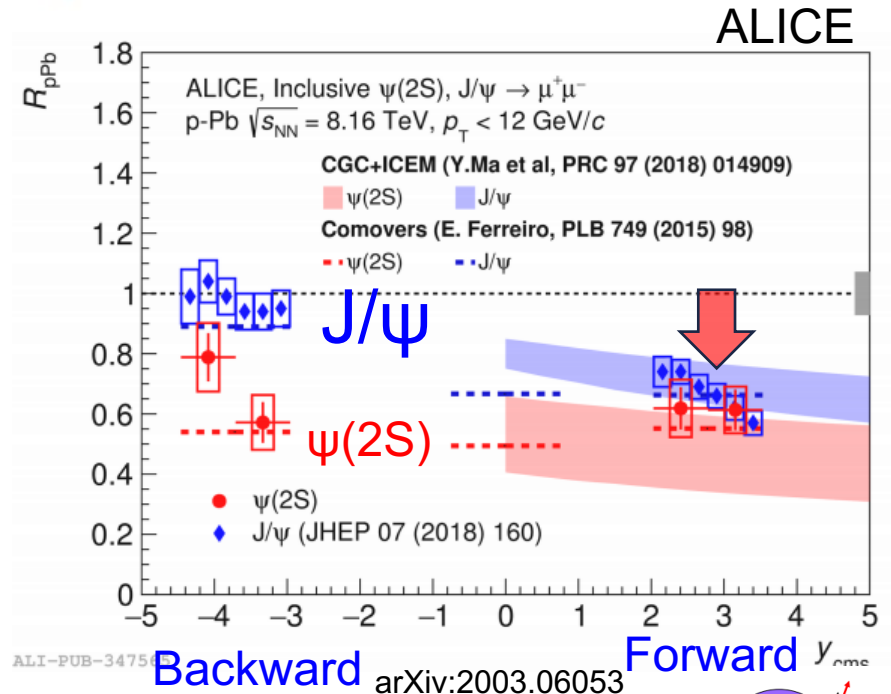 ALICE
R_pPb
1.8
1.6
1.4
1.2
1
0.8
0.6
0.4
0.2
0
ALICE, Inclusive ψ(2S), J/ψ → μ⁺μ⁻
p-Pb √s_NN = 8.16 TeV, p_T < 12 GeV/c
CGC+ICEM (Y.Ma et al, PRC 97 (2018) 014909)
ψ(2S) J/ψ
Comovers (E. Ferreiro, PLB 749 (2015) 98)
ψ(2S) J/ψ
J/ψ
ψ(2S)
ψ(2S)
J/ψ (JHEP 07 (2018) 160)
−5 −4 −3 −2 −1 0 1 2 3 4 5
y_cms
ALI-PUB-347565
Backward arXiv:2003.06053 Forward